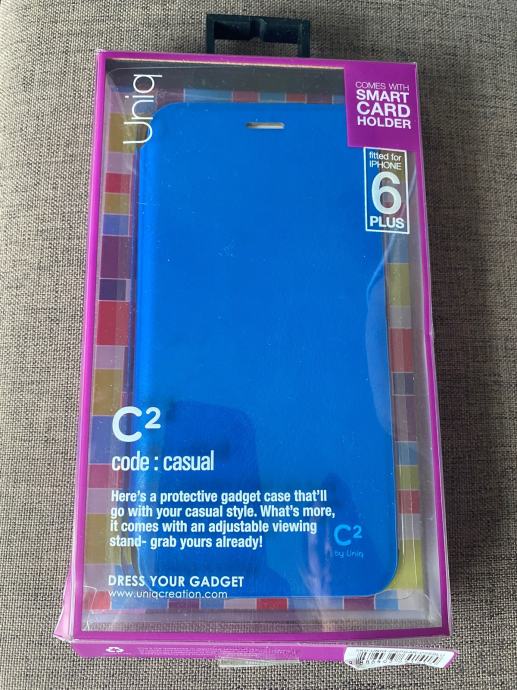 Uniq
COMES WITH
SMART
CARD
HOLDER
fitted for
IPHONE
6
PLUS
C²
code : casual
Here's a protective gadget case that'll
go with your casual style. What's more,
it comes with an adjustable viewing
stand- grab yours already!
C²
by Uniq
DRESS YOUR GADGET
www.uniqcreation.com